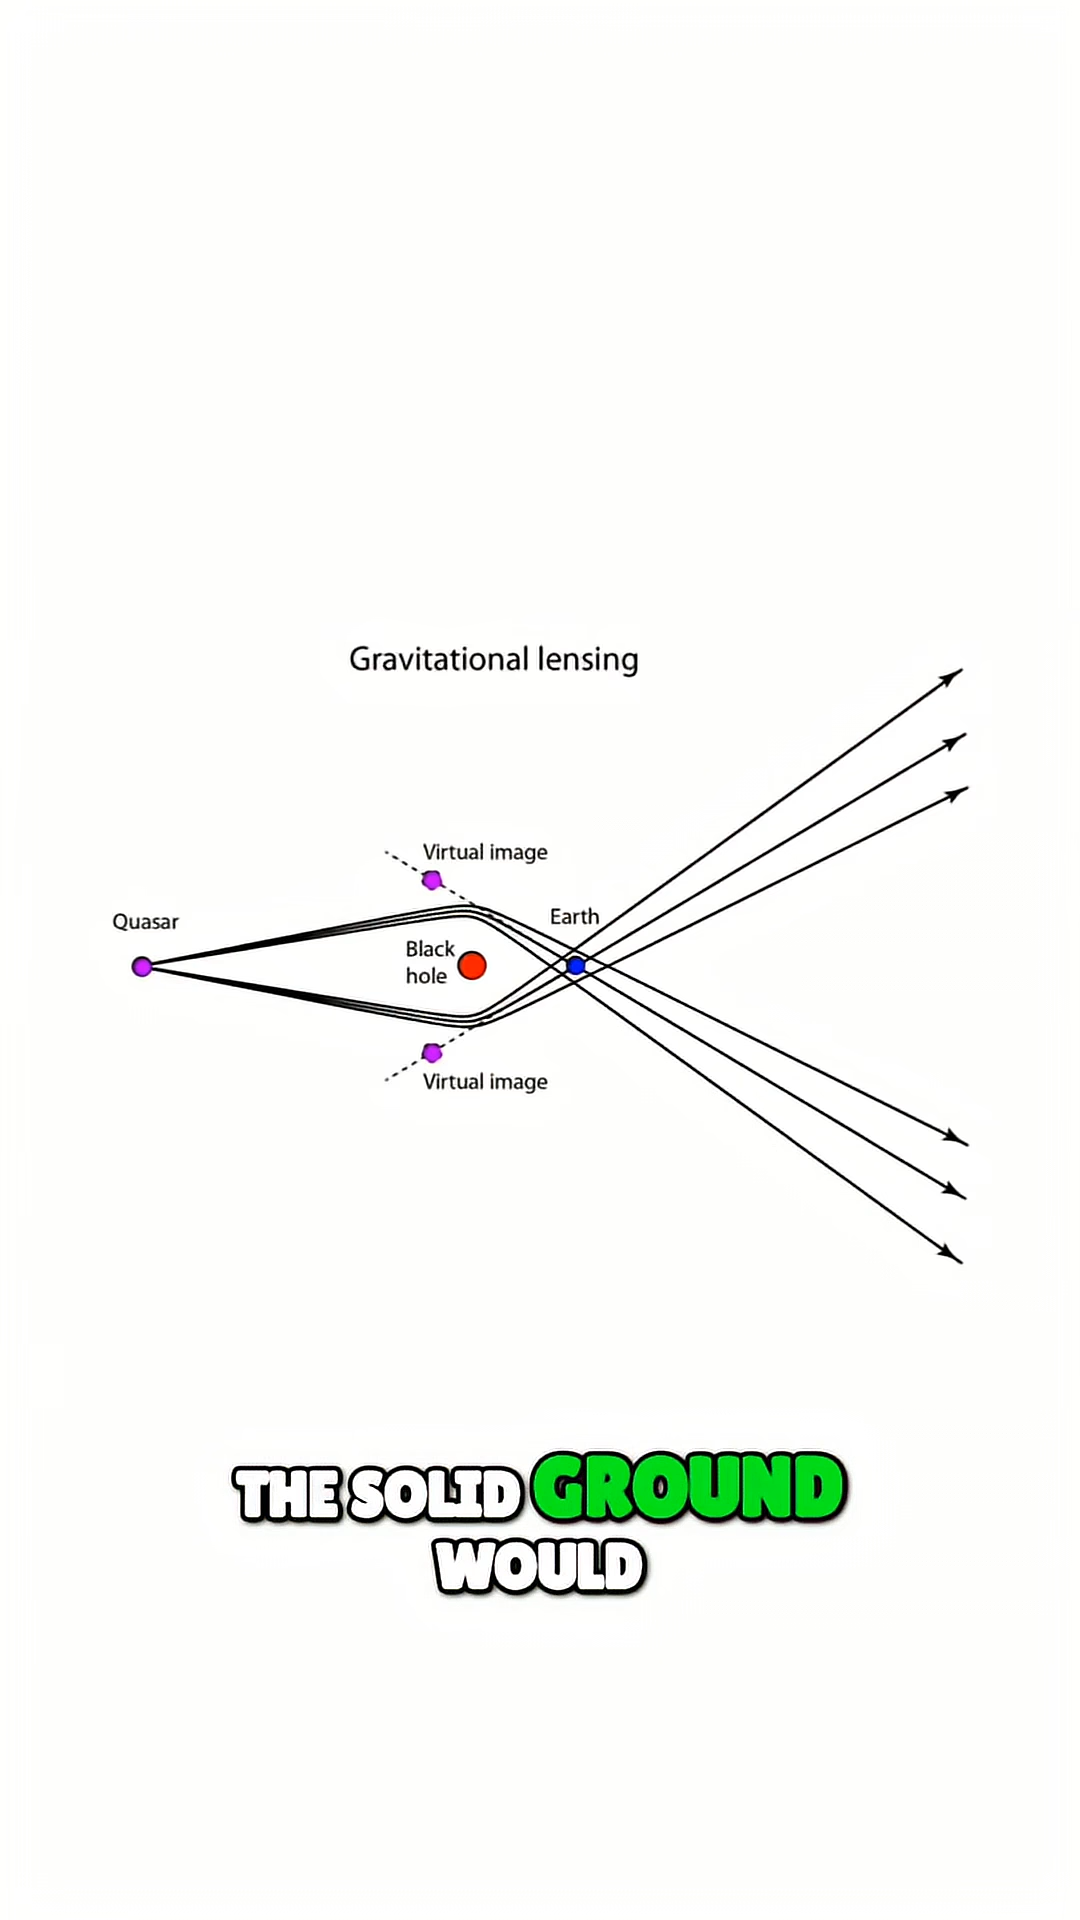 Gravitational lensing
Virtual image
Quasar
Earth
Black
hole
Virtual image
THE SOLID GROUND
WOULD